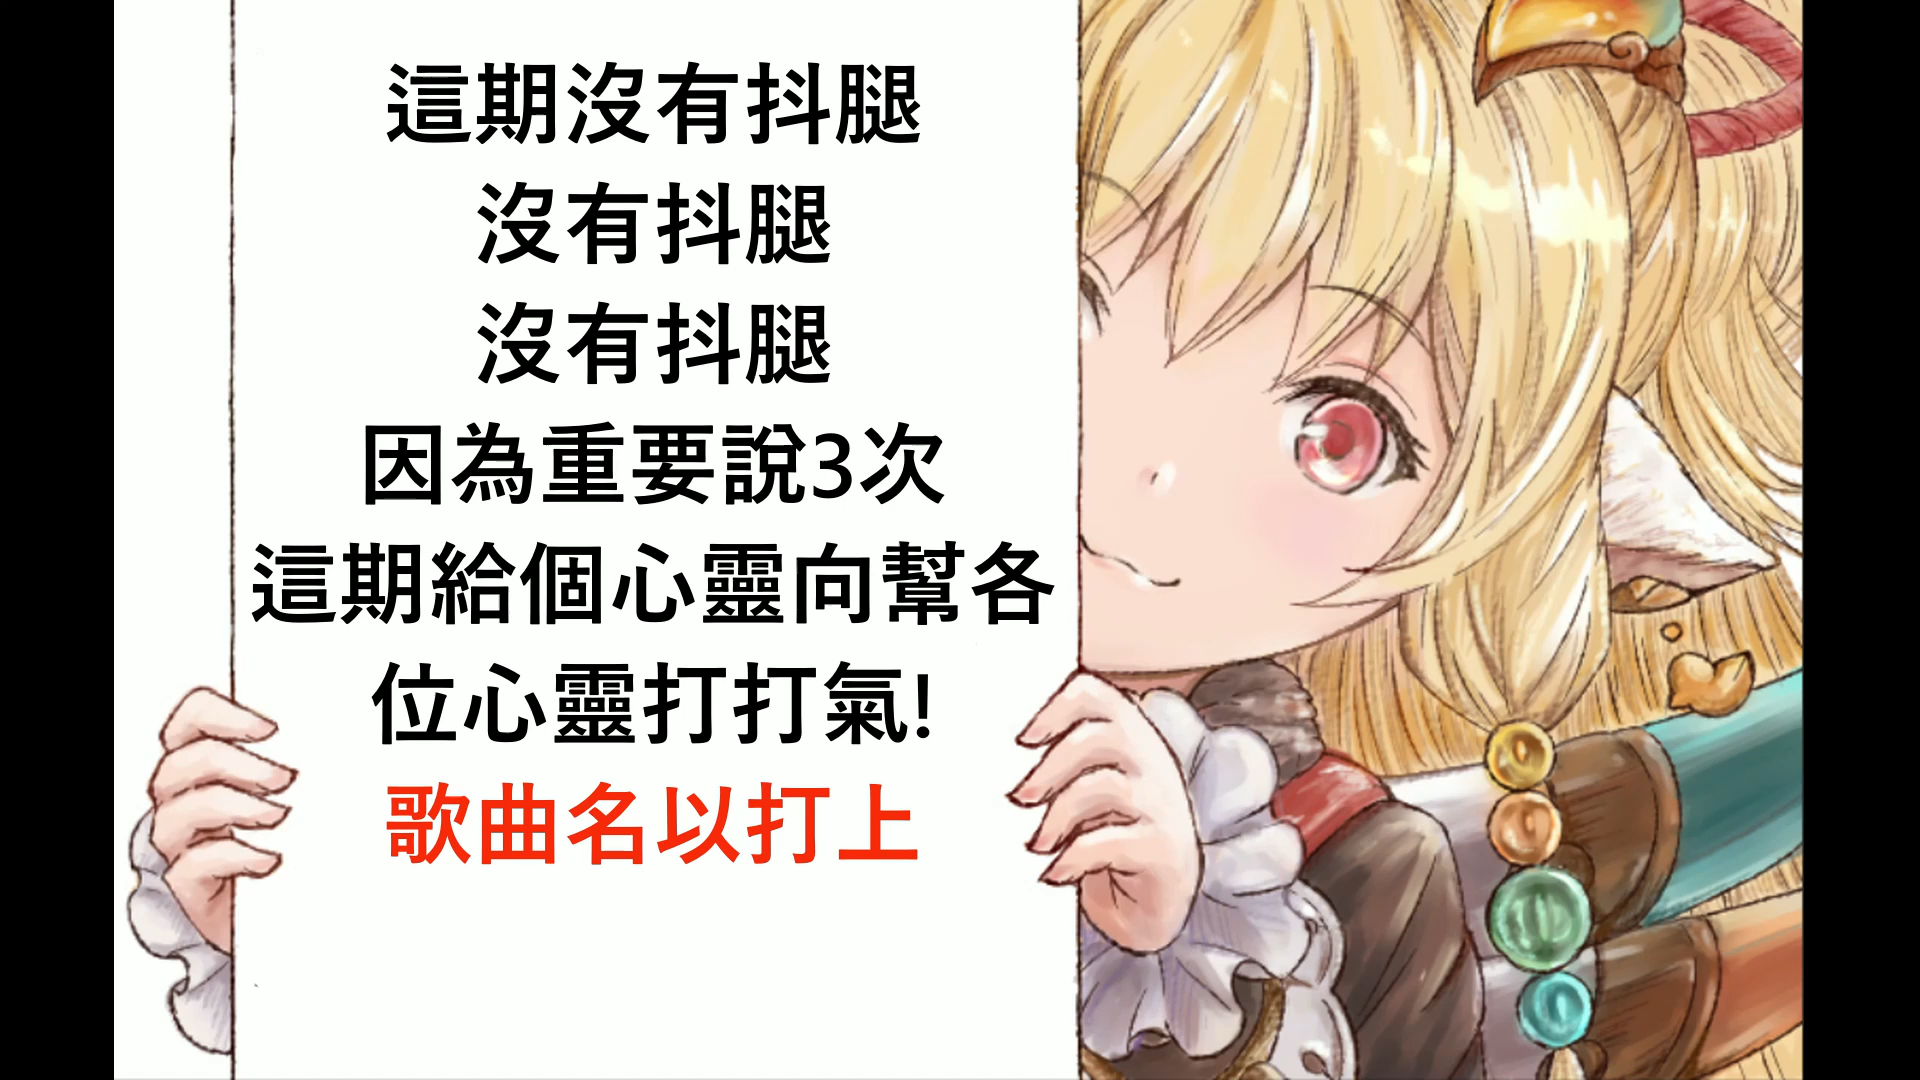 這期沒有抖腿
沒有抖腿
沒有抖腿
因為重要說3次
這期給個心靈向幫各
位心靈打打氣!
歌曲名以打上